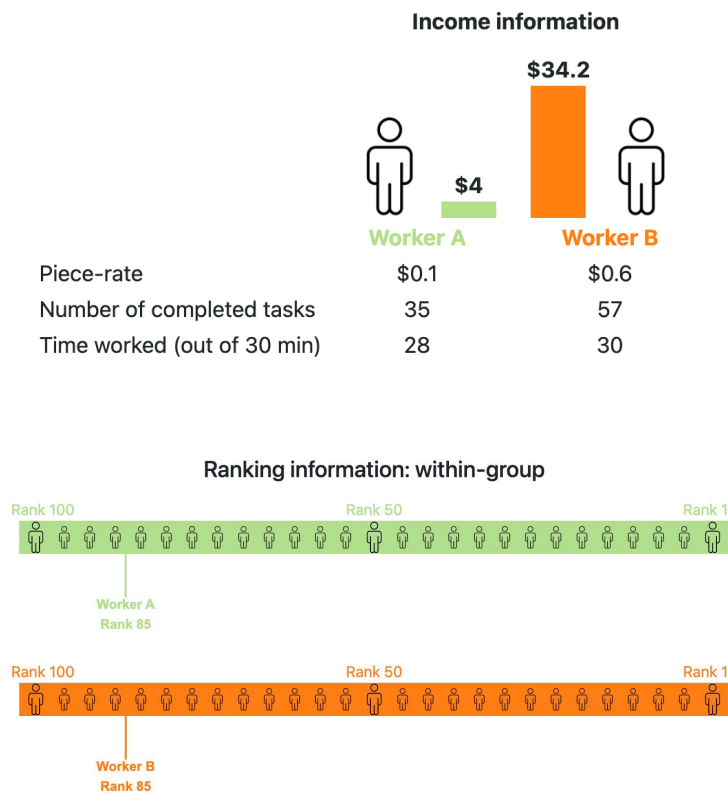 Income information
$34.2
$4
Worker A Worker B
Piece-rate $0.1 $0.6
Number of completed tasks 35 57
Time worked (out of 30 min) 28 30
Ranking information: within-group
Rank 100 Rank 50 Rank 1
Worker A
Rank 85
Rank 100 Rank 50 Rank 1
Worker B
Rank 85